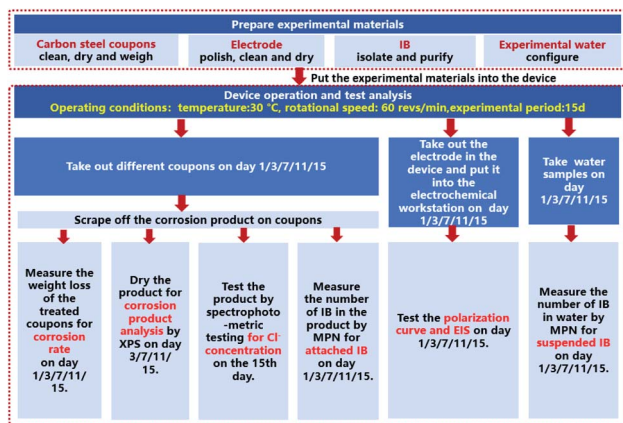 Prepare experimental materials
Carbon steel coupons
clean, dry and weigh
Electrode
polish, clean and dry
IB
isolate and purify
Experimental water
configure
Put the experimental materials into the device
Device operation and test analysis
Operating conditions: temperature:30 °C, rotational speed: 60 revs/min,experimental period:15d
Take out different coupons on day 1/3/7/11/15
Take out the
electrode in the
device and put it
into the
electrochemical
workstation on day
1/3/7/11/15
Take water
samples on
day
1/3/7/11/15
Scrape off the corrosion product on coupons
Measure the
weight loss
of the
treated
coupons for
corrosion
rate
on day
1/3/7/11/
15.
Dry the
product for
corrosion
product
analysis by
XPS on day
3/7/11/
15.
Test the
product by
spectrophoto
-metric
testing for Cl-
concentration
on the 15th
day.
Measure
the number
of IB in the
product by
MPN for
attached IB
on day
1/3/7/11/15.
Test the polarization
curve and EIS on day
1/3/7/11/15.
Measure the
number of IB
in water by
MPN for
suspended IB
on day
1/3/7/11/15.